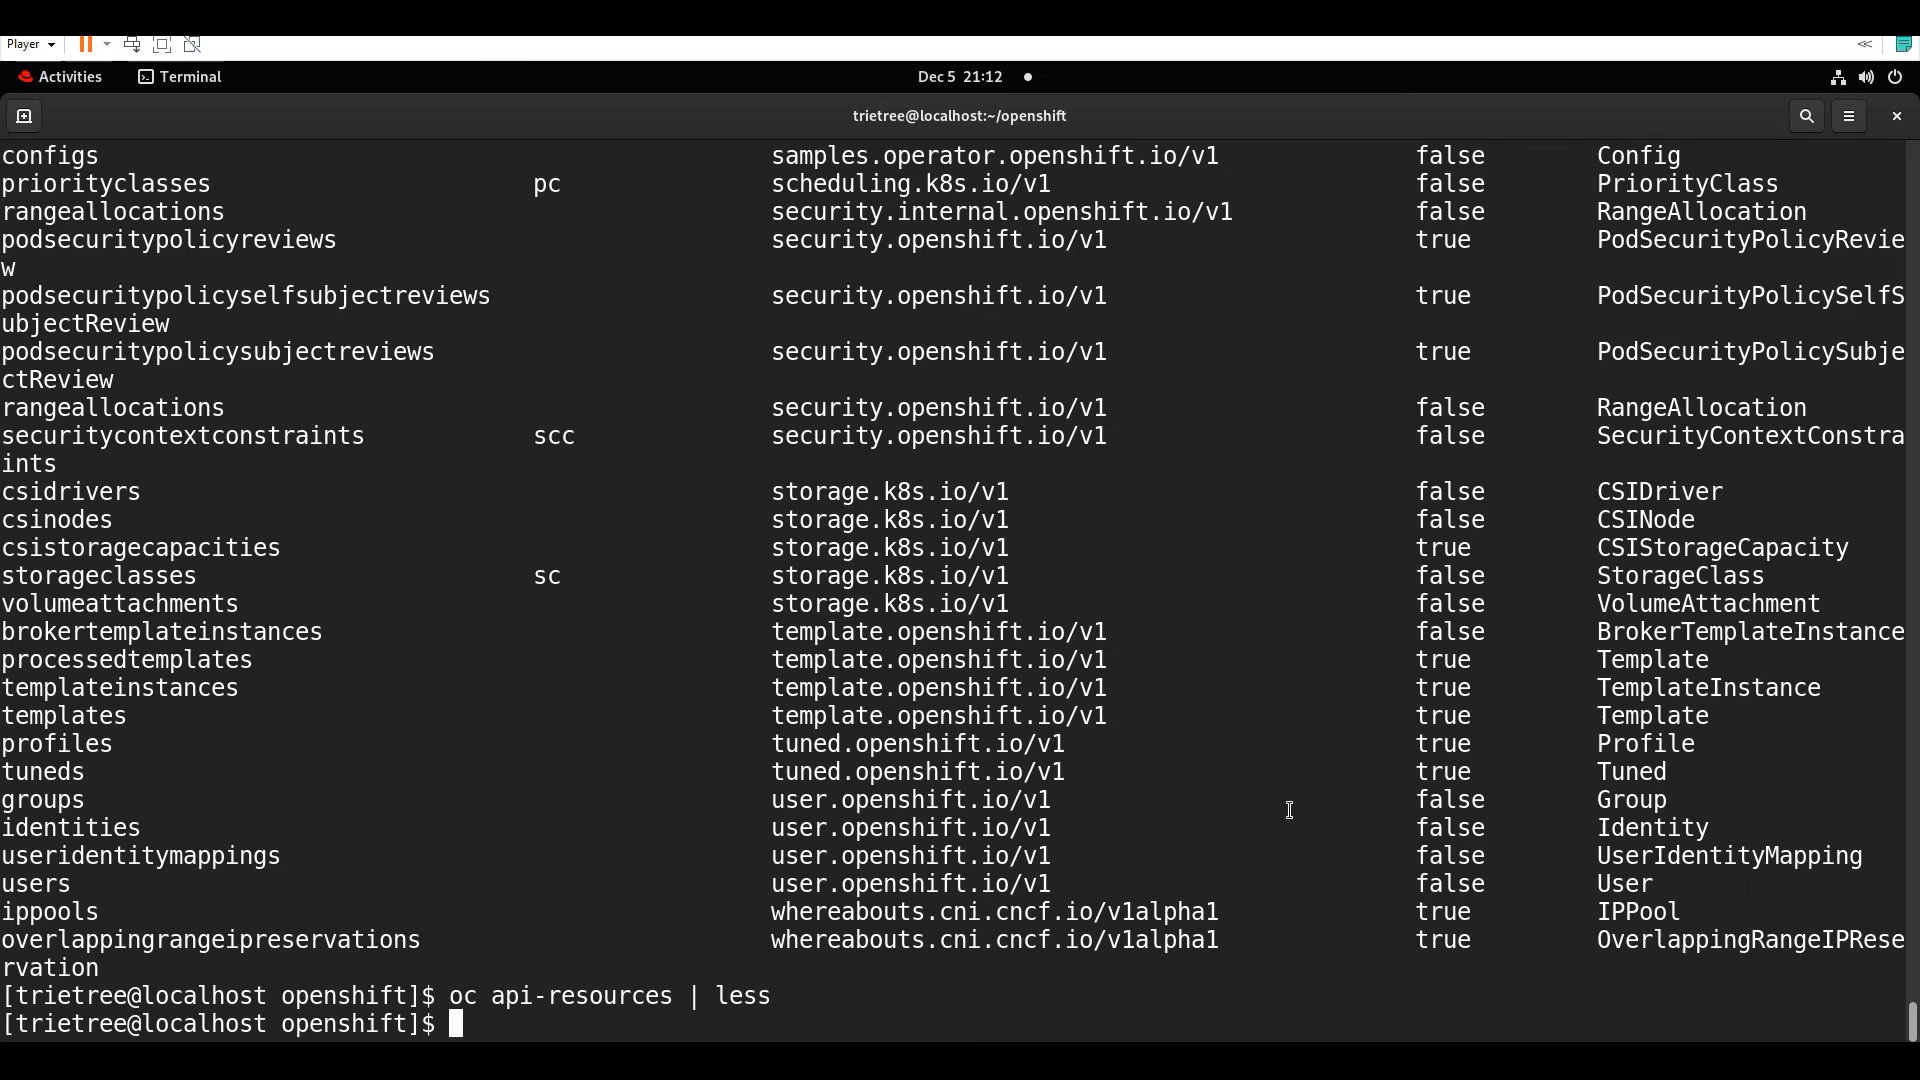 Player
<<
Activities Terminal Dec 5 21:12
trietree@localhost:~/openshift
configs samples.operator.openshift.io/v1 false Config
priorityclasses pc scheduling.k8s.io/v1 false PriorityClass
rangeallocations security.internal.openshift.io/v1 false RangeAllocation
podsecuritypolicyreviews security.openshift.io/v1 true PodSecurityPolicyRevie
w
podsecuritypolicyselfsubjectreviews security.openshift.io/v1 true PodSecurityPolicySelfS
ubjectReview
podsecuritypolicysubjectreviews security.openshift.io/v1 true PodSecurityPolicySubje
ctReview
rangeallocations security.openshift.io/v1 false RangeAllocation
securitycontextconstraints scc security.openshift.io/v1 false SecurityContextConstra
ints
csidrivers storage.k8s.io/v1 false CSIDriver
csinodes storage.k8s.io/v1 false CSINode
csistoragecapacities storage.k8s.io/v1 true CSIStorageCapacity
storageclasses sc storage.k8s.io/v1 false StorageClass
volumeattachments storage.k8s.io/v1 false VolumeAttachment
brokertemplateinstances template.openshift.io/v1 false BrokerTemplateInstance
processedtemplates template.openshift.io/v1 true Template
templateinstances template.openshift.io/v1 true TemplateInstance
templates template.openshift.io/v1 true Template
profiles tuned.openshift.io/v1 true Profile
tuneds tuned.openshift.io/v1 true Tuned
groups user.openshift.io/v1 false Group
identities user.openshift.io/v1 false Identity
useridentitymappings user.openshift.io/v1 false UserIdentityMapping
users user.openshift.io/v1 false User
ippools whereabouts.cni.cncf.io/v1alpha1 true IPPool
overlappingrangeipreservations whereabouts.cni.cncf.io/v1alpha1 true OverlappingRangeIPRese
rvation
[trietree@localhost openshift]$ oc api-resources | less
[trietree@localhost openshift]$